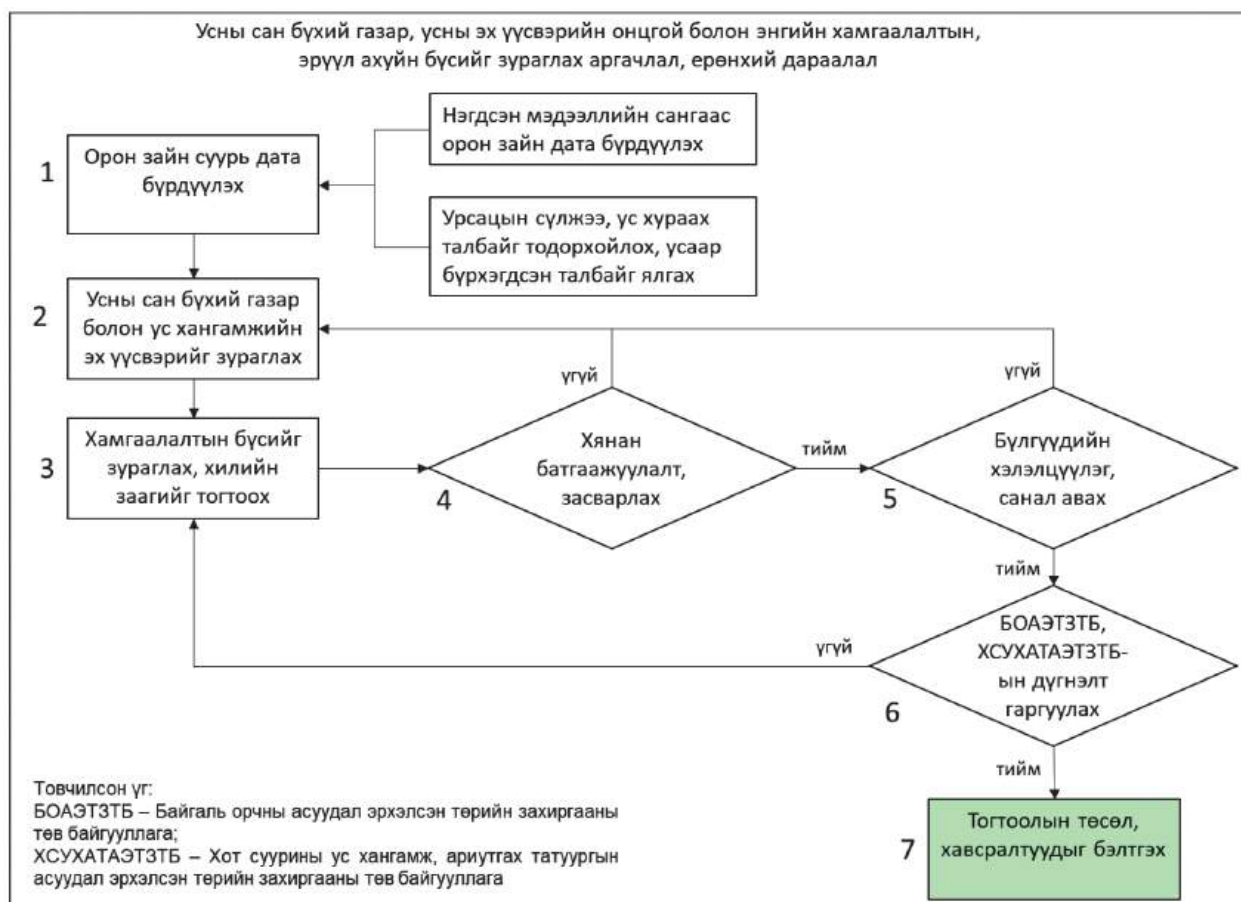 Усны сан бүхий газар, усны эх үүсвэрийн онцгой болон энгийн хамгаалалтын,
эрүүл ахуйн бүсийг зураглах аргачлал, ерөнхий дараалал
Нэгдсэн мэдээллийн сангаас
орон зайн дата бүрдүүлэх
1
Орон зайн суурь дата
бүрдүүлэх
Урсацын сүлжээ, ус хураах
талбайг тодорхойлох, усаар
бүрхэгдсэн талбайг ялгах
2
Усны сан бүхий газар
болон ус хангамжийн
эх үүсвэрийг зураглах
үгүй
үгүй
3
Хамгаалалтын бүсийг
зураглах, хилийн
заагийг тогтоох
4
Хянан
батгаажуулалт,
засварлах
тийм
5
Бүлгүүдийн
хэлэлцүүлэг,
санал авах
тийм
үгүй
6
БОАЭТЗТБ,
ХСУХАТАЭТЗТБ-
ын дүгнэлт
гаргуулах
тийм
7
Тогтоолын төсөл,
хавсралтуудыг бэлтгэх
Товчилсон үг:
БОАЭТЗТБ – Байгаль орчны асуудал эрхэлсэн төрийн захиргааны
төв байгууллага;
ХСУХАТАЭТЗТБ – Хот суурины ус хангамж, ариутгах татуургын
асуудал эрхэлсэн төрийн захиргааны төв байгууллага